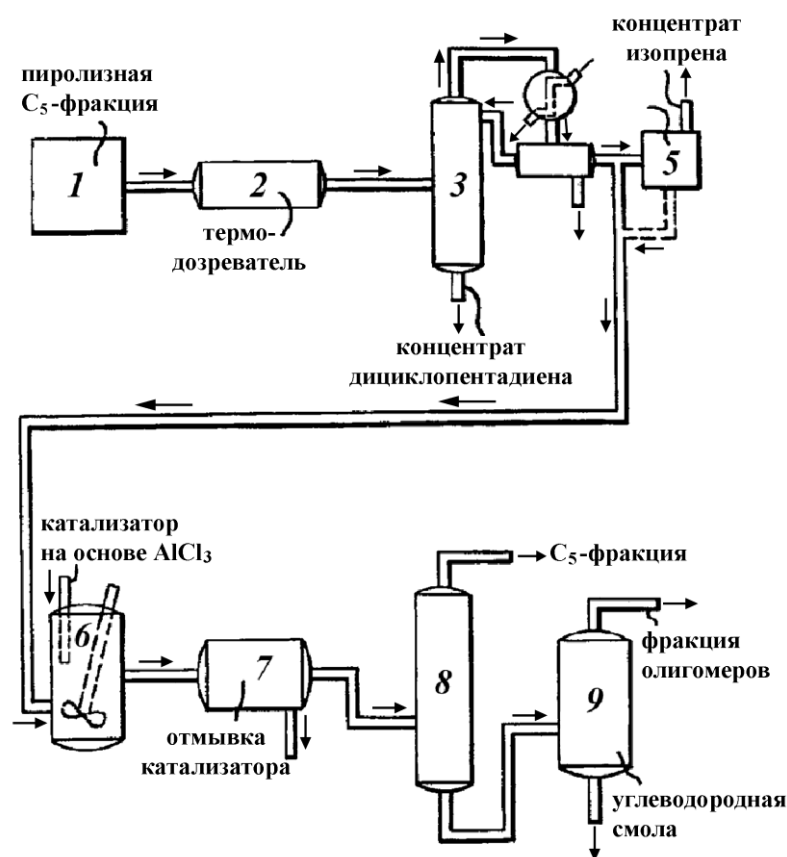 концентрат
изопрена
пиролизная
C₅-фракция
1
2
3
5
термо-
дозреватель
концентрат
дициклопентадиена
катализатор
на основе AlCl₃
6
7
8
9
C₅-фракция
фракция
олигомеров
отмывка
катализатора
углеводородная
смола